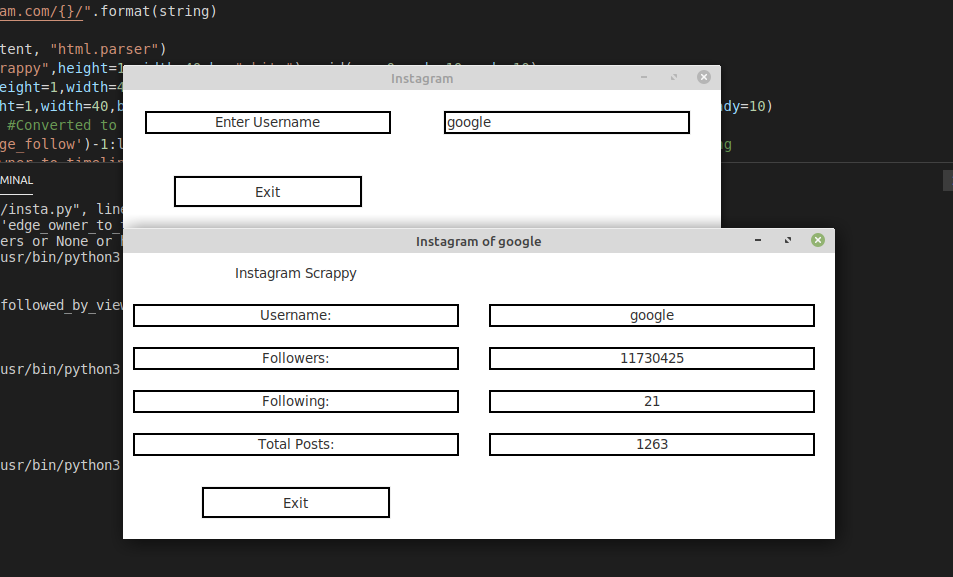 am.com/{}/".format(string)
tent, "html.parser")
rappy",height=1
Instagram
eight=1,width=4
ht=1,width=40,b
dy=10)
#Converted to
ge_follow')-1:l
ng
Enter Username
google
MINAL
Exit
/insta.py", line
'edge_owner_to_
ers or None or
usr/bin/python3
Instagram of google
Instagram Scrappy
followed_by_view
Username:
google
Followers:
11730425
usr/bin/python3
Following:
21
Total Posts:
1263
usr/bin/python3
Exit